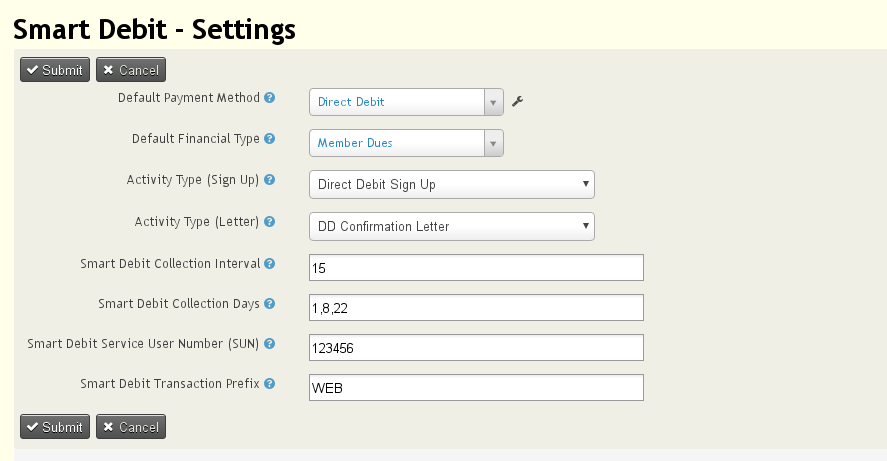 Smart Debit - Settings
Submit Cancel
Default Payment Method Direct Debit
Default Financial Type Member Dues
Activity Type (Sign Up) Direct Debit Sign Up
Activity Type (Letter) DD Confirmation Letter
Smart Debit Collection Interval 15
Smart Debit Collection Days 1,8,22
Smart Debit Service User Number (SUN) 123456
Smart Debit Transaction Prefix WEB
Submit Cancel